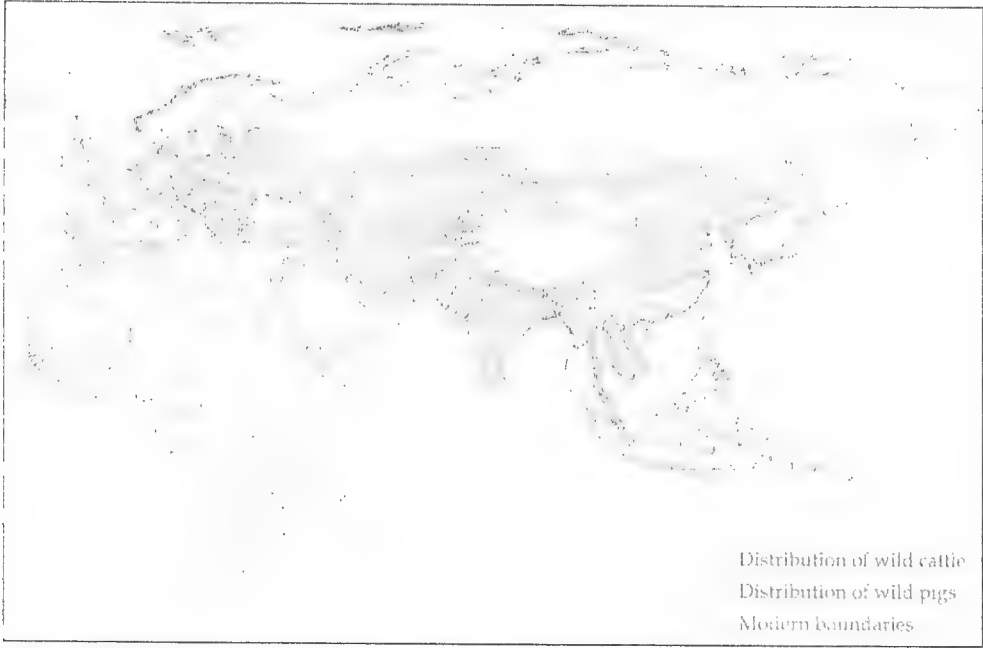 Distribution of wild cattle
Distribution of wild pigs
Modern boundaries